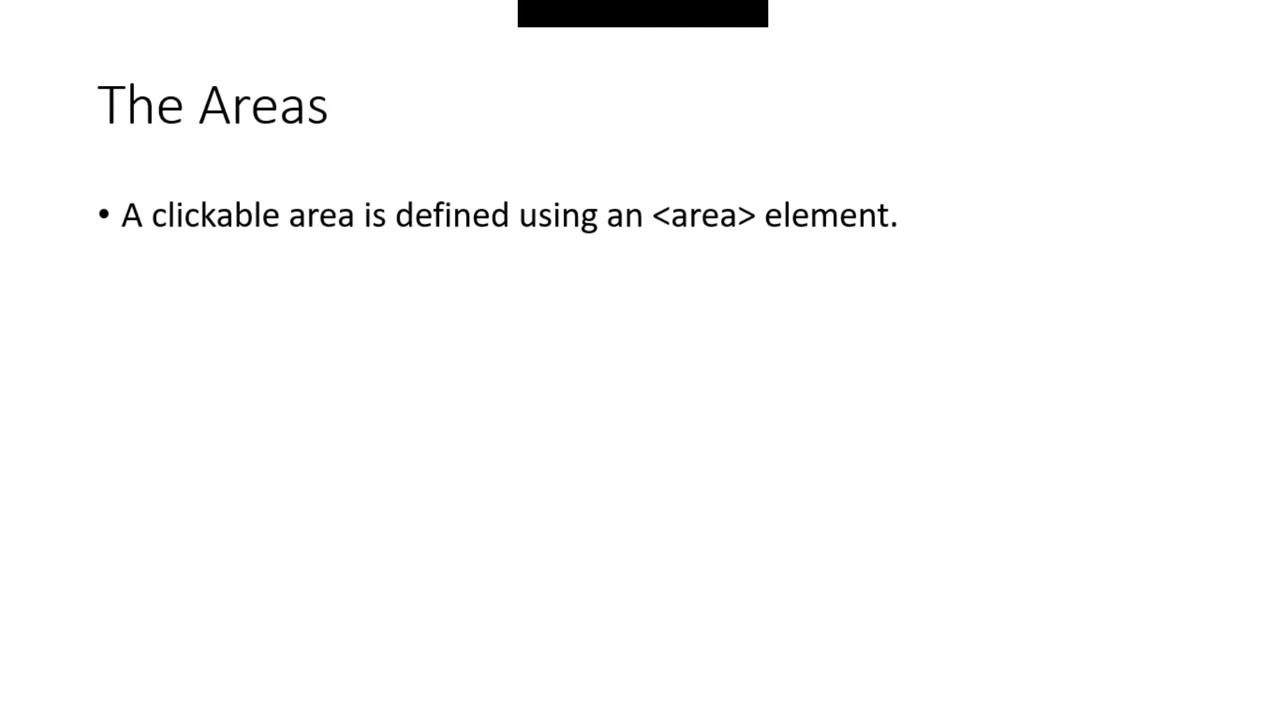 The Areas
• A clickable area is defined using an <area> element.